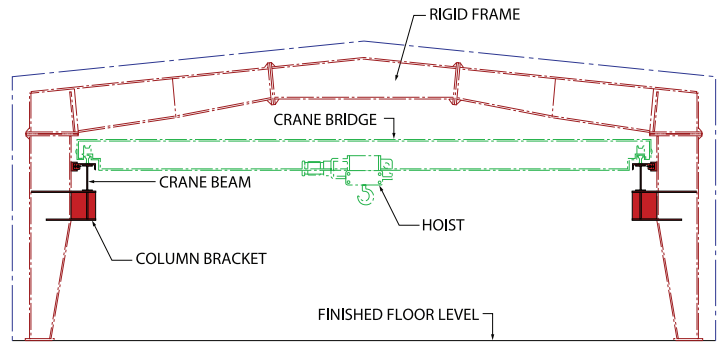 RIGID FRAME
CRANE BRIDGE
CRANE BEAM
HOIST
COLUMN BRACKET
FINISHED FLOOR LEVEL